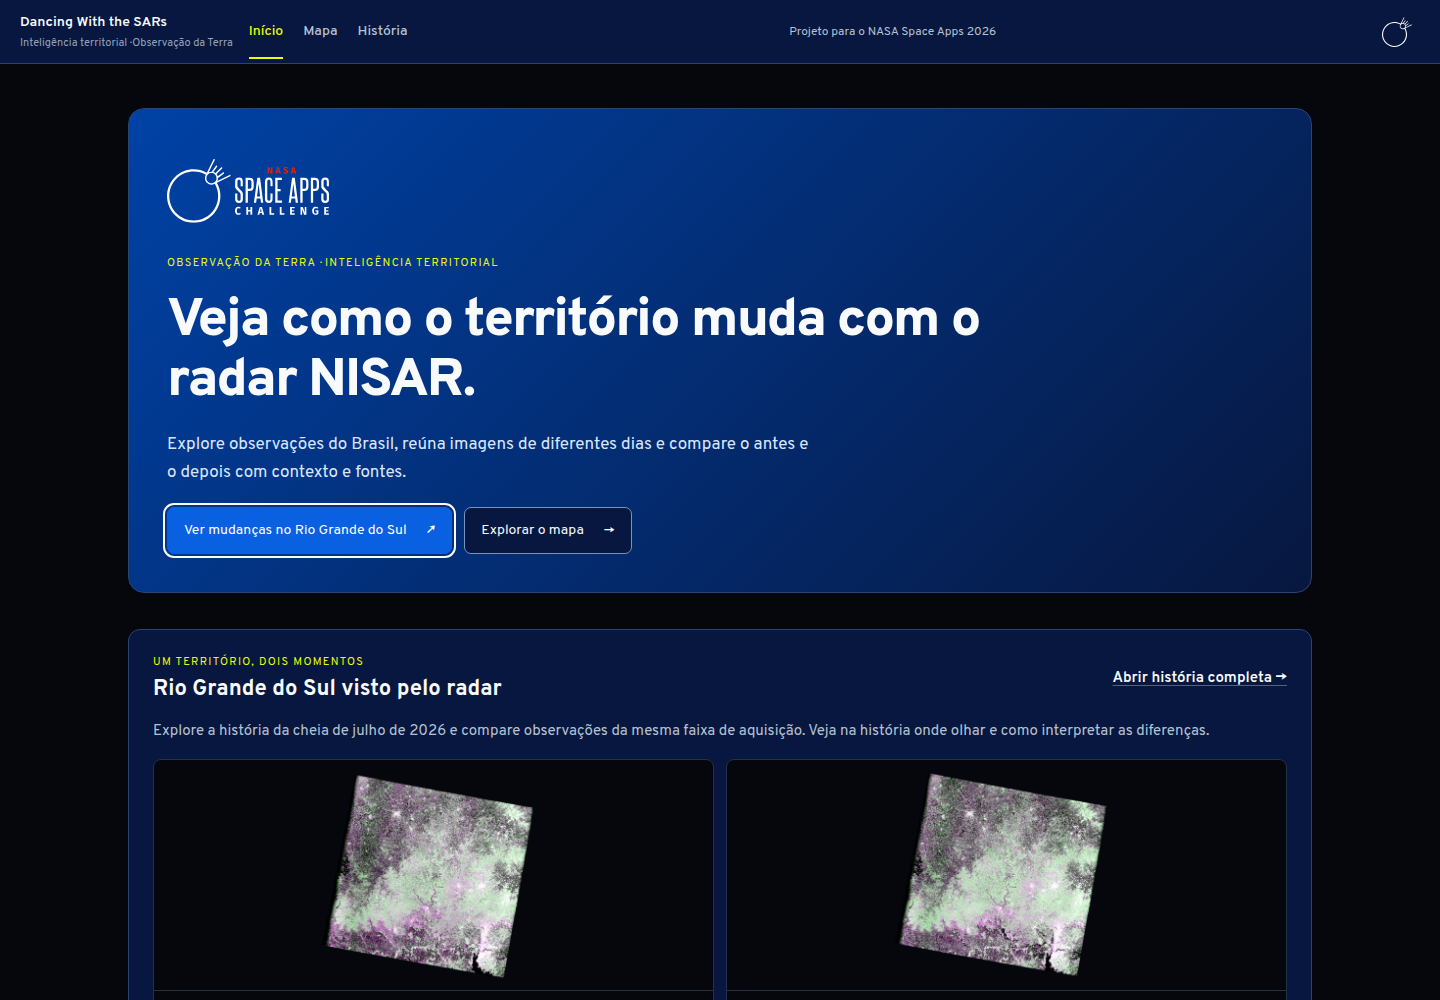 Dancing With the SARs
Inteligência territorial ·Observação da Terra
Início
Mapa
História
Projeto para o NASA Space Apps 2026
NASA
SPACE APPS
CHALLENGE
OBSERVAÇÃO DA TERRA ·INTELIGÊNCIA TERRITORIAL
Veja como o território muda com o
radar NISAR.
Explore observações do Brasil, reúna imagens de diferentes dias e compare o antes e
o depois com contexto e fontes.
Ver mudanças no Rio Grande do Sul ↗
Explorar o mapa →
UM TERRITÓRIO, DOIS MOMENTOS
Rio Grande do Sul visto pelo radar
Abrir história completa →
Explore a história da cheia de julho de 2026 e compare observações da mesma faixa de aquisição. Veja na história onde olhar e como interpretar as diferenças.